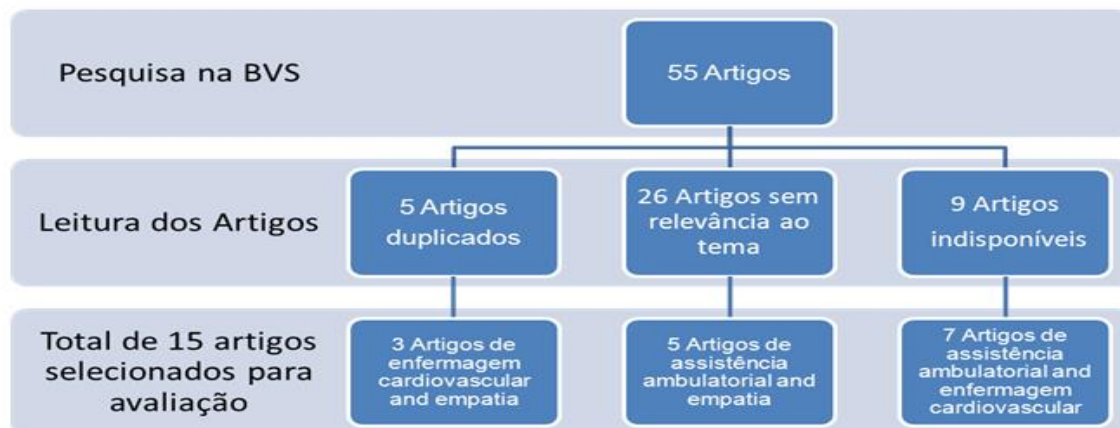 Pesquisa na BVS
55 Artigos
Leitura dos Artigos
5 Artigos
duplicados
26 Artigos sem
relevância ao
tema
9 Artigos
indisponíveis
Total de 15 artigos
selecionados para
avaliação
3 Artigos de
enfermagem
cardiovascular
and empatia
5 Artigos de
assistência
ambulatorial and
empatia
7 Artigos de
assistência
ambulatorial and
enfermagem
cardiovascular